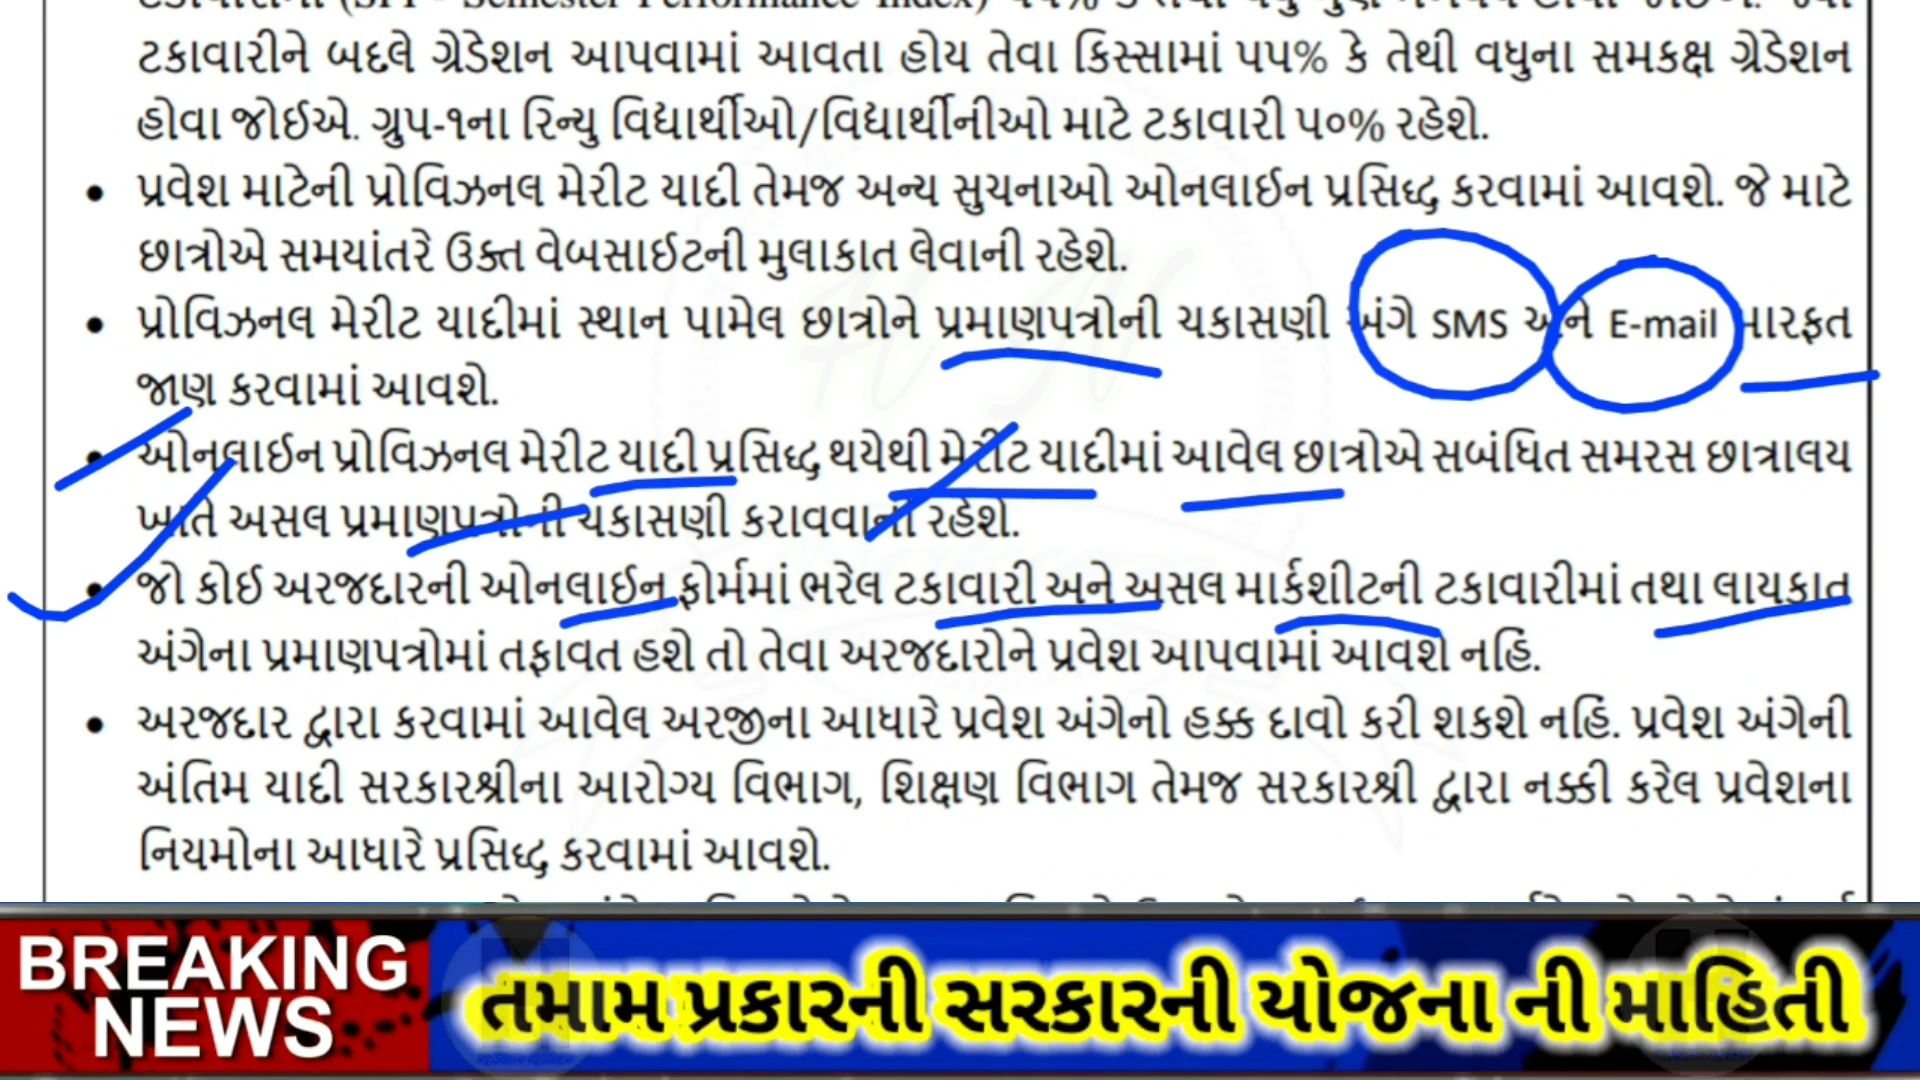 (SPI - Semester Performance Index)
ટકાવારીને બદલે ગ્રેડેશન આપવામાં આવતા હોય તેવા કિસ્સામાં ૫૫% કે તેથી વધુના સમકક્ષ ગ્રેડેશન
હોવા જોઈએ. ગ્રુપ-૧ના રિન્યુ વિદ્યાર્થીઓ/વિદ્યાર્થીનીઓ માટે ટકાવારી ૫૦% રહેશે.
• પ્રવેશ માટેની પ્રોવિઝનલ મેરીટ યાદી તેમજ અન્ય સુચનાઓ ઓનલાઈન પ્રસિદ્ધ કરવામાં આવશે. જે માટે
છાત્રોએ સમયાંતરે ઉક્ત વેબસાઈટની મુલાકાત લેવાની રહેશે.
• પ્રોવિઝનલ મેરીટ યાદીમાં સ્થાન પામેલ છાત્રોને પ્રમાણપત્રોની ચકાસણી અંગે SMS અને E-mail મારફત
જાણ કરવામાં આવશે.
• ઓનલાઈન પ્રોવિઝનલ મેરીટ યાદી પ્રસિદ્ધ થયેથી મેરીટ યાદીમાં આવેલ છાત્રોએ સબંધિત સમરસ છાત્રાલય
ખાતે અસલ પ્રમાણપત્રોની ચકાસણી કરાવવાની રહેશે.
• જો કોઈ અરજદારની ઓનલાઈન ફોર્મમાં ભરેલ ટકાવારી અને અસલ માર્કશીટની ટકાવારીમાં તથા લાયકાત
અંગેના પ્રમાણપત્રોમાં તફાવત હશે તો તેવા અરજદારોને પ્રવેશ આપવામાં આવશે નહિં.
• અરજદાર દ્વારા કરવામાં આવેલ અરજીના આધારે પ્રવેશ અંગેનો હક્ક દાવો કરી શકશે નહિં. પ્રવેશ અંગેની
અંતિમ યાદી સરકારશ્રીના આરોગ્ય વિભાગ, શિક્ષણ વિભાગ તેમજ સરકારશ્રી દ્વારા નક્કી કરેલ પ્રવેશના
નિયમોના આધારે પ્રસિદ્ધ કરવામાં આવશે.
BREAKING
NEWS
તમામ પ્રકારની સરકારની યોજના ની માહિતી